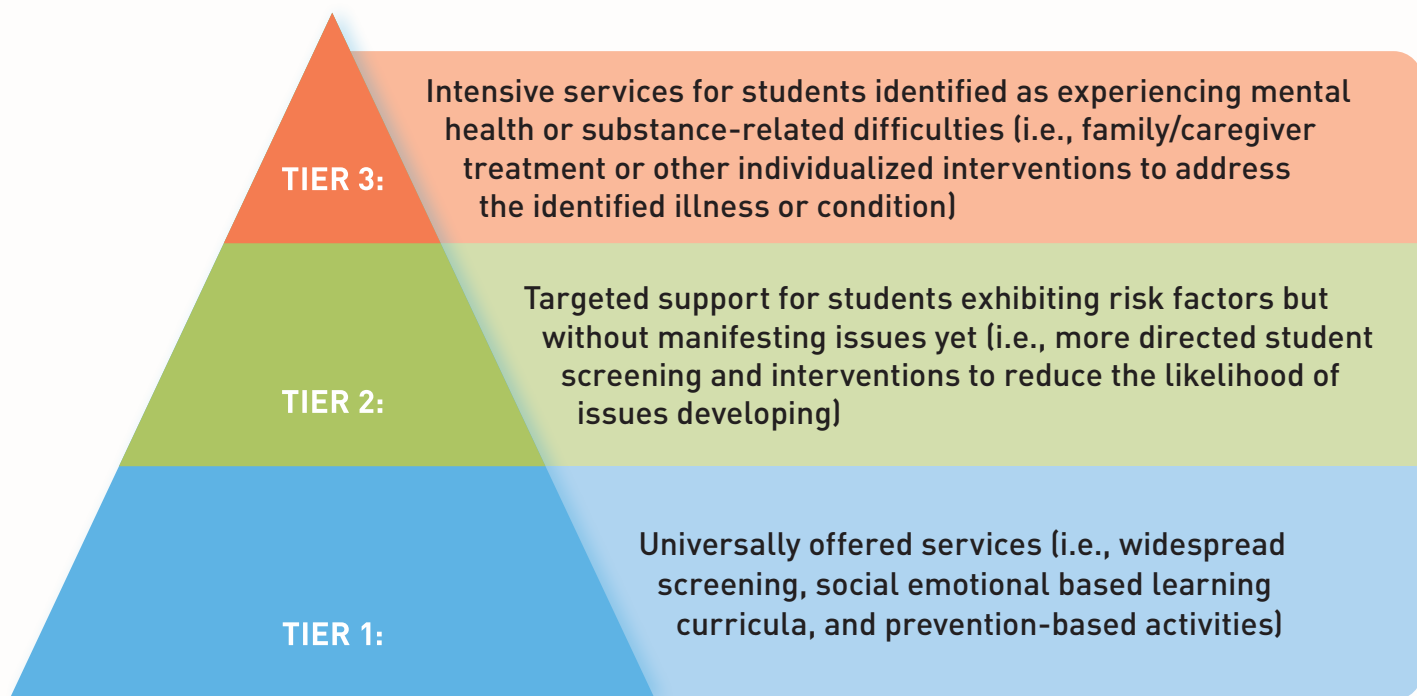 Intensive services for students identified as experiencing mental
health or substance-related difficulties (i.e., family/caregiver
TIER 3:
treatment or other individualized interventions to address
the identified illness or condition)
Targeted support for students exhibiting risk factors but
without manifesting issues yet (i.e., more directed student
screening and interventions to reduce the likelihood of
TIER 2:
issues developing)
Universally offered services (i.e., widespread
screening, social emotional based learning
curricula, and prevention-based activities)
TIER 1: